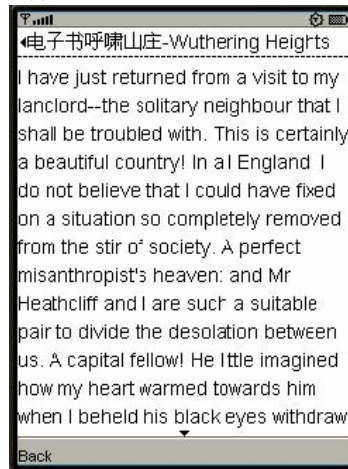 电子书呼啸山庄-Wuthering Heights
I have just returned from a visit to my
lanclord--the solitary neighbour that I
shall be troubled with. This is certainly
a beautiful country! In al England I
do not believe that I could have fixed
on a situation so completely removed
from the stir of society. A perfect
misanthropist's heaven: and Mr
Heathcliff and I are such a suitable
pair to divide the desolation between
us. A capital fellow! He little imagined
how my heart warmed towards him
when I beheld his black eyes withdraw
Back